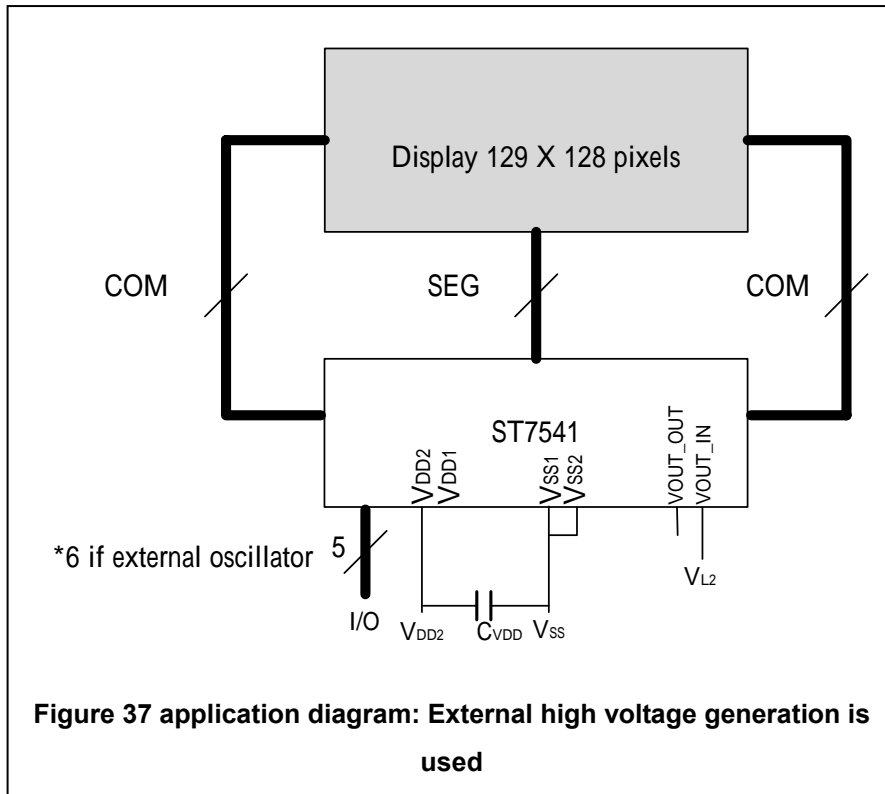 Display 129 X 128 pixels
COM
SEG
COM
ST7541
VDD2
VDD1
VSS1
VSS2
VOUT_OUT
VOUT_IN
*6 if external oscillator
5
I/O
VDD2
CVDD
VSS
VL2
Figure 37 application diagram: External high voltage generation is
used